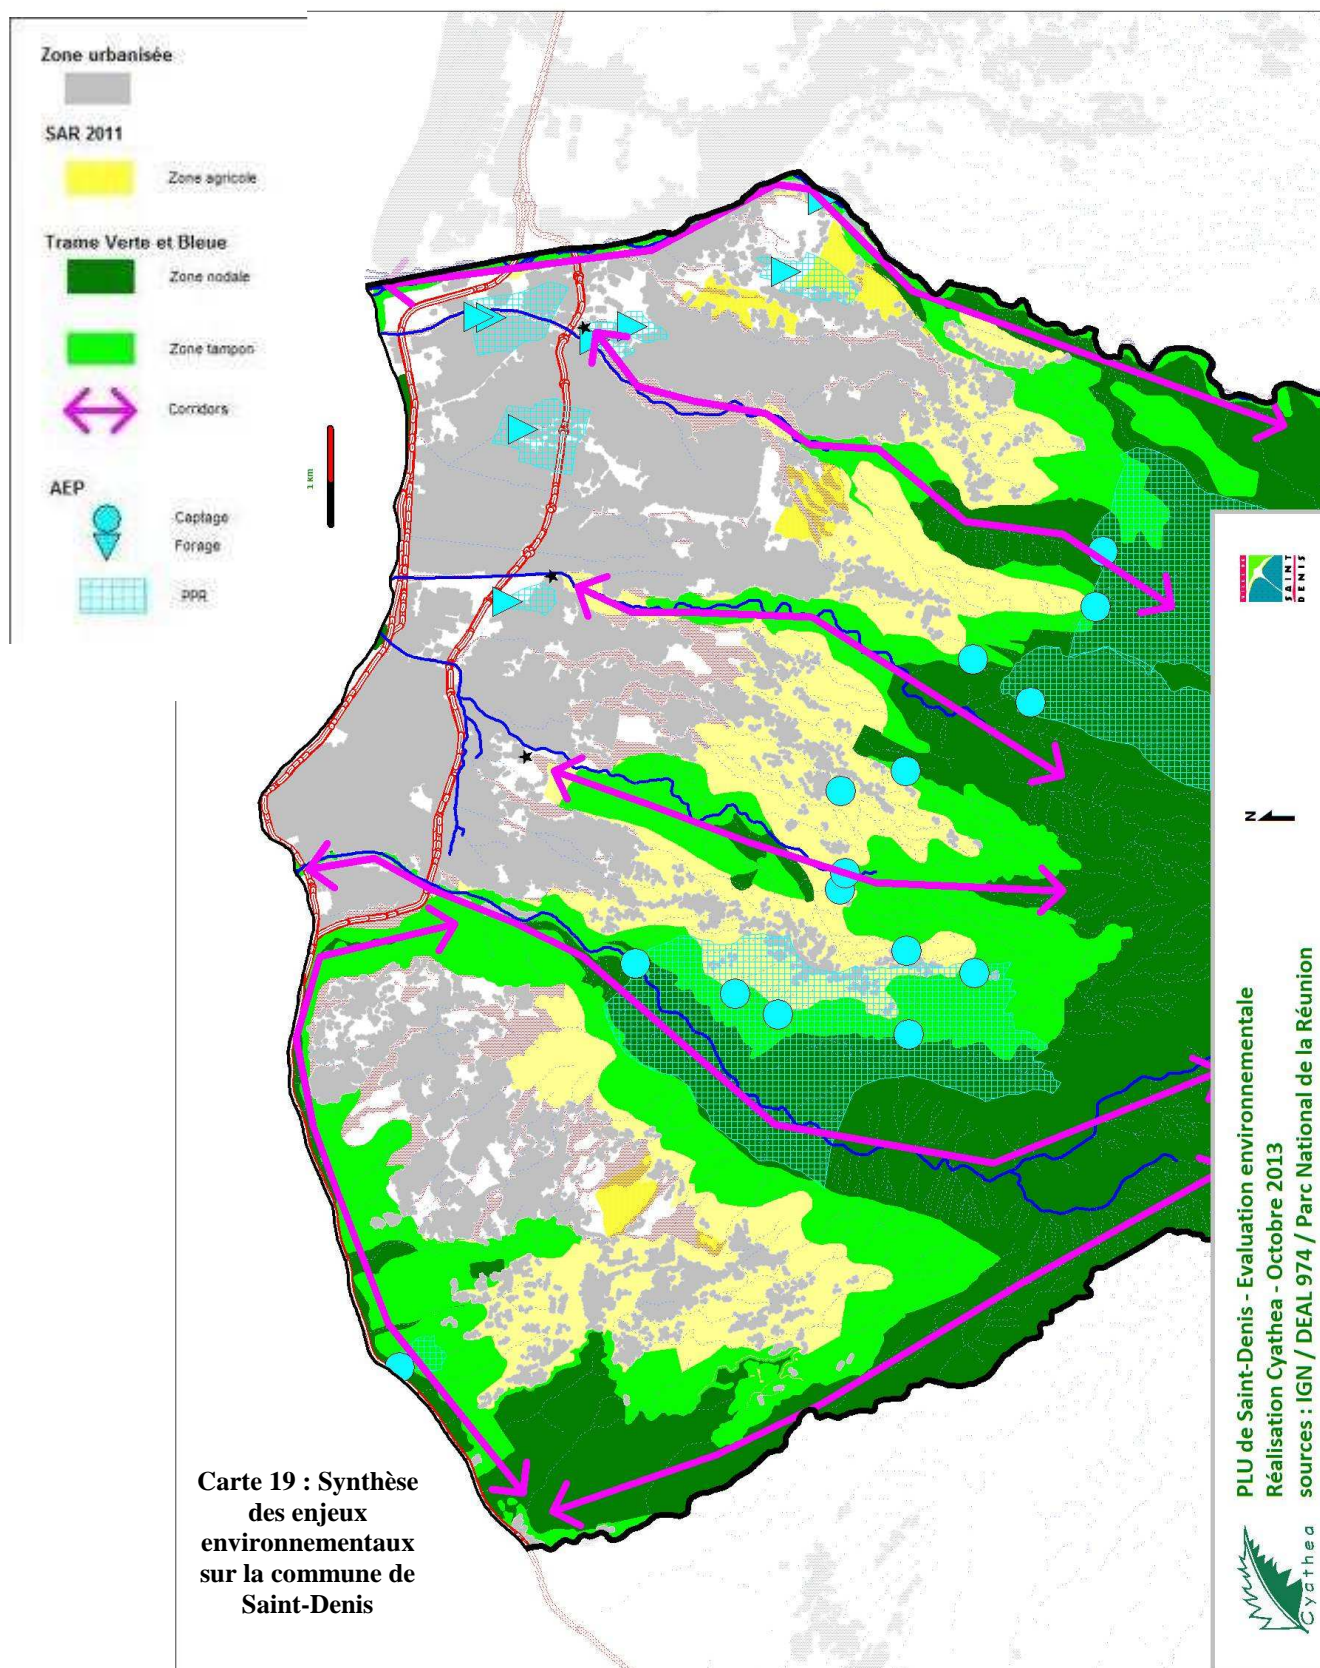 Zone urbanisée
SAR 2011
Zone agricole
Trame Verte et Bleue
Zone nodale
Zone tampon
Corridors
AEP
Captage
Forage
PPR
1 km
SAINT
DENIS
N
PLU de Saint-Denis - Evaluation environnementale
Réalisation Cyathea - Octobre 2013
sources : IGN / DEAL 974 / Parc National de la Réunion
Cyathea
Carte 19 : Synthèse
des enjeux
environnementaux
sur la commune de
Saint-Denis